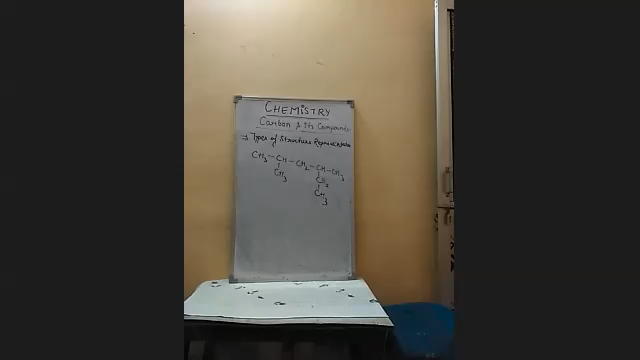 CHEMISTRY
Carbon & Its Compounds
⇒ Types of Structure Representation
CH3 - CH - CH2 - CH - CH3
CH3 CH2
CH3